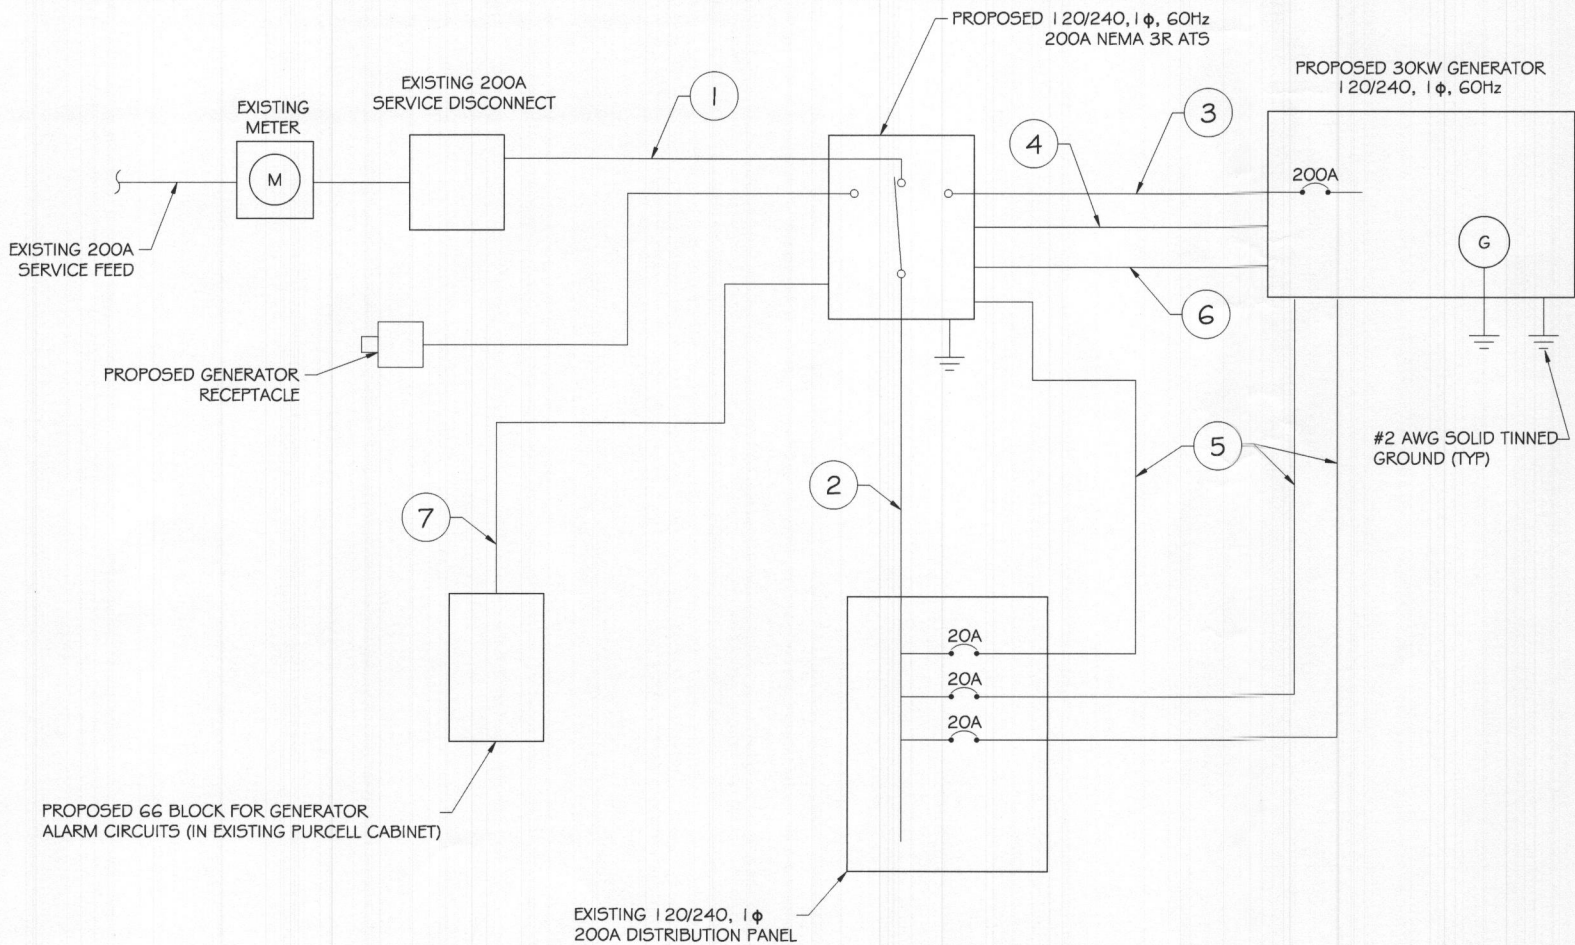 PROPOSED 120/240, 1ϕ, 60Hz
200A NEMA 3R ATS
PROPOSED 30KW GENERATOR
120/240, 1ϕ, 60Hz
EXISTING 200A
SERVICE DISCONNECT
EXISTING
METER
M
1
3
4
200A
G
EXISTING 200A
SERVICE FEED
6
PROPOSED GENERATOR
RECEPTACLE
#2 AWG SOLID TINNED
GROUND (TYP)
5
2
7
20A
20A
20A
PROPOSED 66 BLOCK FOR GENERATOR
ALARM CIRCUITS (IN EXISTING PURCELL CABINET)
EXISTING 120/240, 1ϕ
200A DISTRIBUTION PANEL